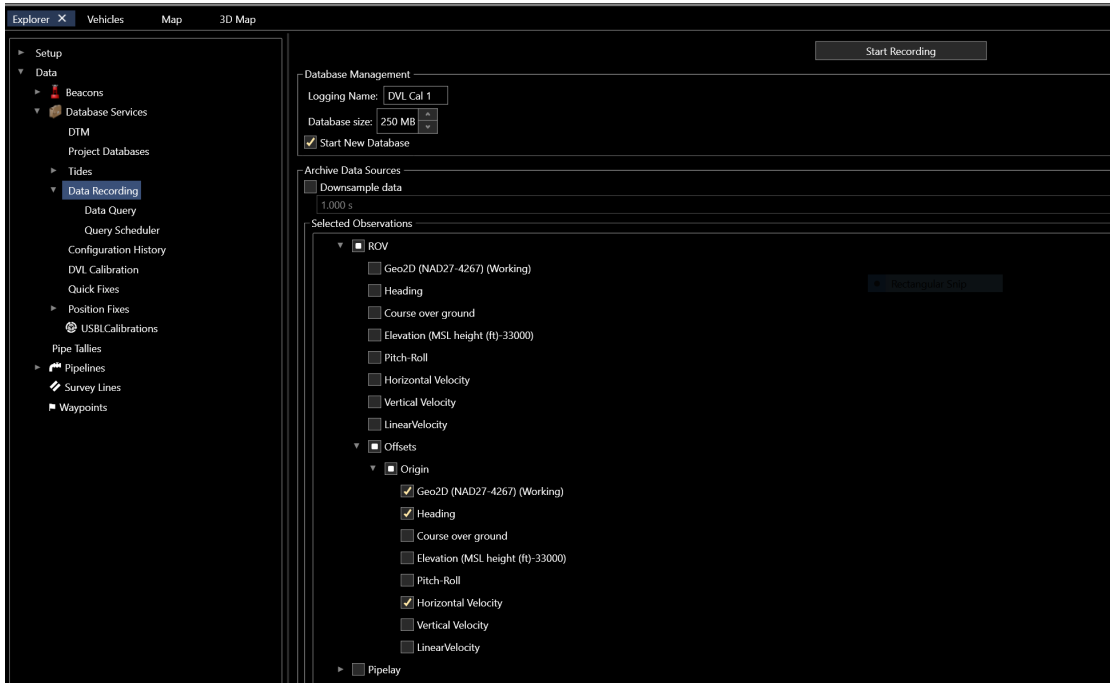 Explorer ✕ Vehicles Map 3D Map
Setup
Data
Beacons
Database Services
DTM
Project Databases
Tides
Data Recording
Data Query
Query Scheduler
Configuration History
DVL Calibration
Quick Fixes
Position Fixes
USBLCalibrations
Pipe Tallies
Pipelines
Survey Lines
Waypoints
Start Recording
Database Management
Logging Name: DVL Cal 1
Database size: 250 MB
Start New Database
Archive Data Sources
Downsample data
1.000 s
Selected Observations
ROV
Geo2D (NAD27-4267) (Working)
Heading
Rectangular Snip
Course over ground
Elevation (MSL height (ft)-33000)
Pitch-Roll
Horizontal Velocity
Vertical Velocity
LinearVelocity
Offsets
Origin
Geo2D (NAD27-4267) (Working)
Heading
Course over ground
Elevation (MSL height (ft)-33000)
Pitch-Roll
Horizontal Velocity
Vertical Velocity
LinearVelocity
Pipelay